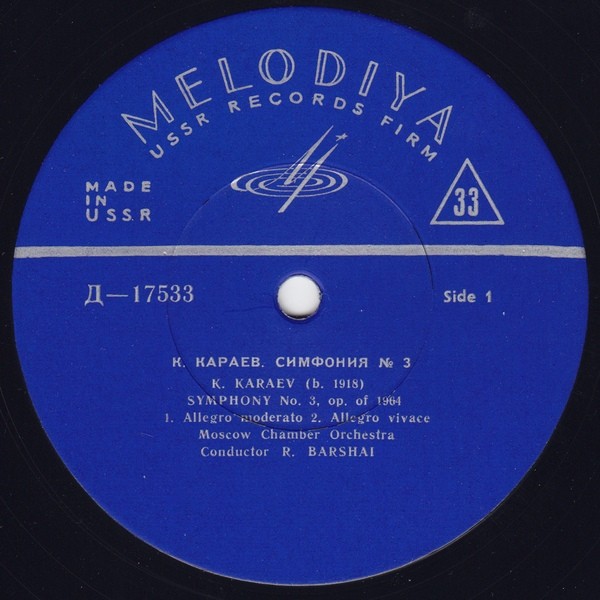 MELODIYA
USSR RECORDS FIRM
MADE
IN
USSR
33
Д—17533
Side 1
К. КАРАЕВ. СИМФОНИЯ № 3
K. KARAEV (b. 1918)
SYMPHONY No. 3, op. of 1964
1. Allegro moderato 2. Allegro vivace
Moscow Chamber Orchestra
Conductor R. BARSHAI